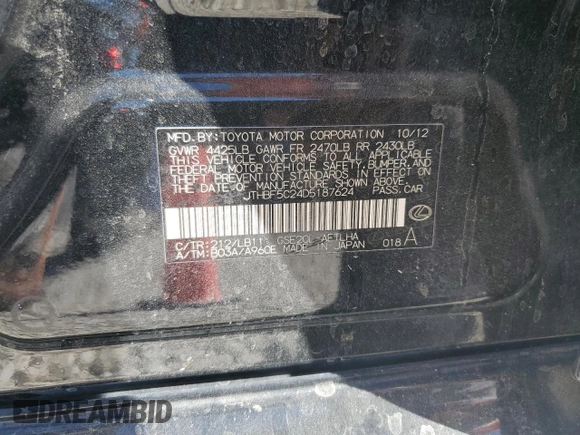 MFD. BY: TOYOTA MOTOR CORPORATION 10/12
GVWR 4425LB GAWR FR 2470LB RR 2430LB
THIS VEHICLE CONFORMS TO ALL APPLICABLE
FEDERAL MOTOR VEHICLE SAFETY, BUMPER, AND
THEFT PREVENTION STANDARDS IN EFFECT ON
THE DATE OF MANUFACTURE SHOWN ABOVE.
JTHBF5C24D5187624 PASS.CAR
C/TR: 212/LB11 GSE20L-AETLHA
A/TM: B03A/A960E MADE IN JAPAN 018 A
DREAMBID